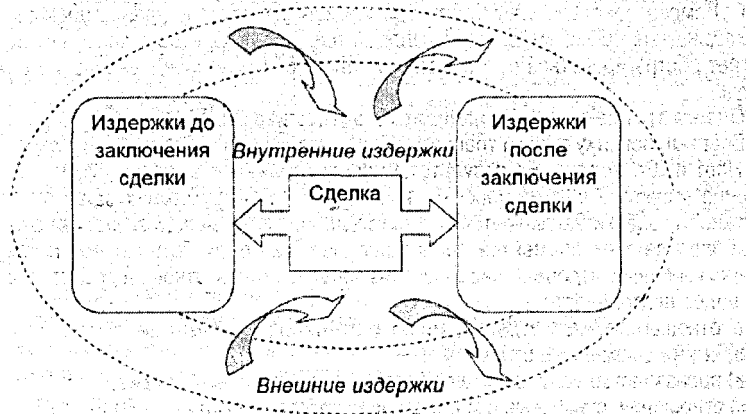 Издержки до
заключения
сделки
Внутренние издержки
Сделка
Издержки
после
заключения
сделки
Внешние издержки